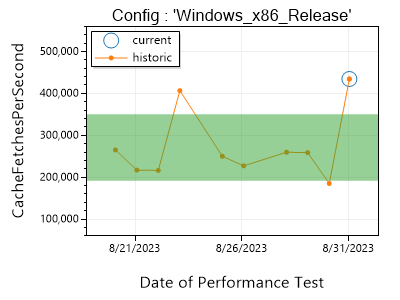 Config : 'Windows_x86_Release'
current
historic
500,000
400,000
300,000
200,000
100,000
CacheFetchesPerSecond
8/21/2023
8/26/2023
8/31/2023
Date of Performance Test